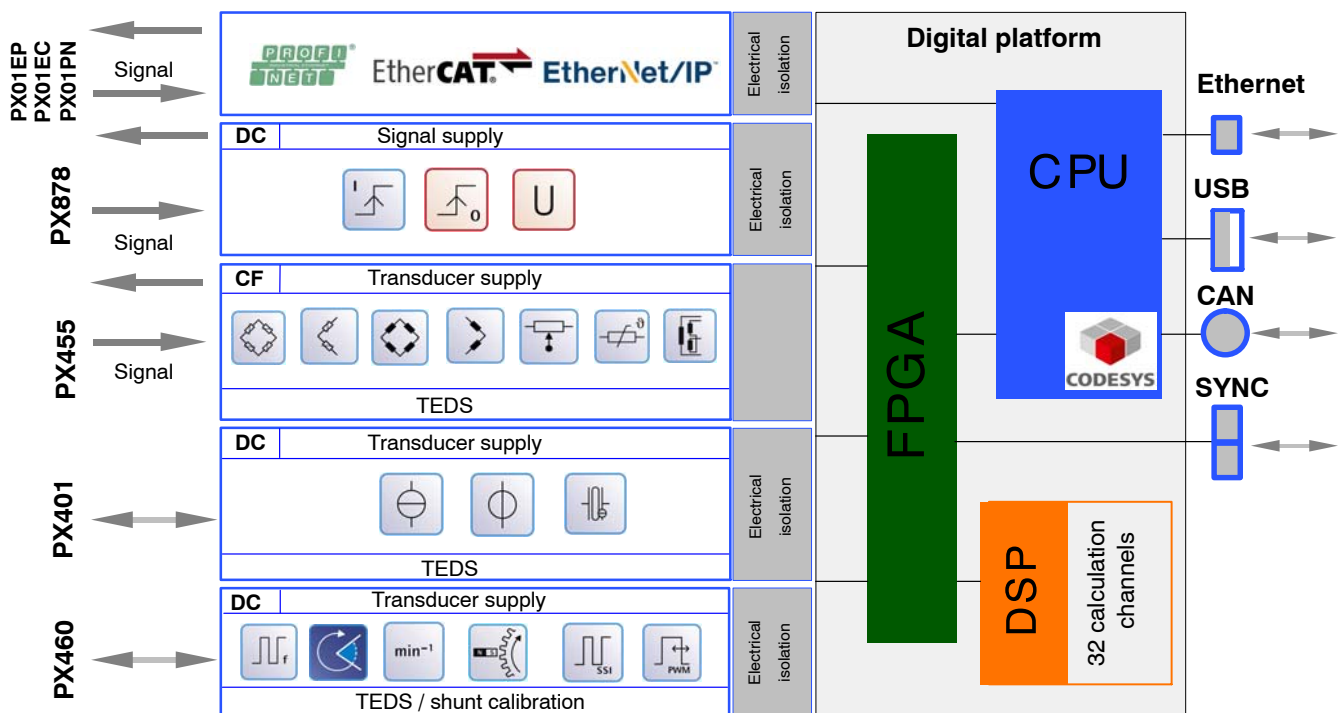 PX01EP
PX01EC
PX01PN
Signal
PROFI
NET
®
EtherCAT®
EtherNet/IP™
Electrical
isolation
PX878
Signal
DC
Signal supply
I
0
U
Electrical
isolation
PX455
Signal
CF
Transducer supply
ϑ
TEDS
PX401
DC
Transducer supply
TEDS
Electrical
isolation
PX460
DC
Transducer supply
f
min⁻¹
N S
SSI
PWM
TEDS / shunt calibration
Electrical
isolation
Digital platform
FPGA
CPU
CODESYS
DSP
32 calculation
channels
Ethernet
USB
CAN
SYNC